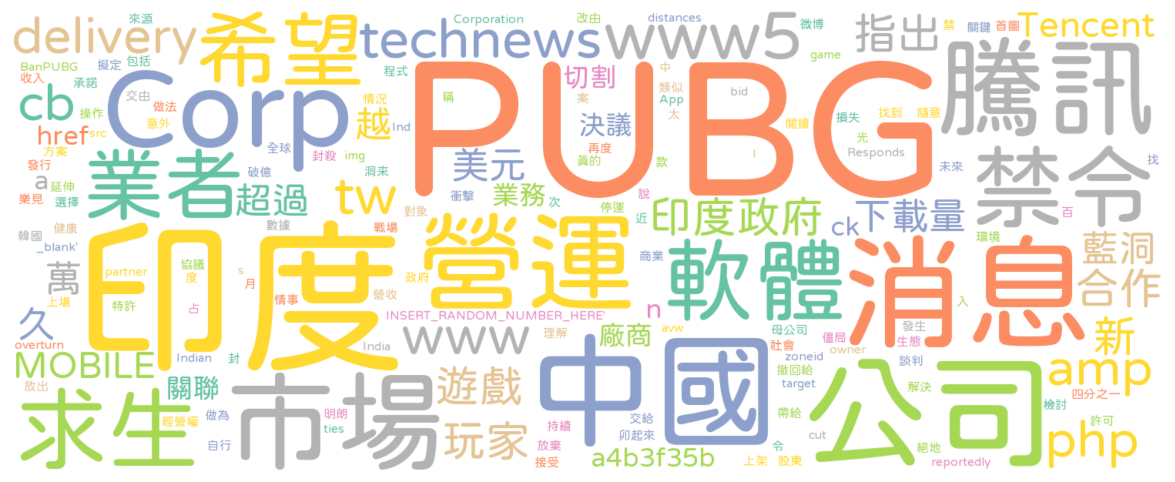 PUBG
印度
中國
公司
消息
市場
營運
求生
Corp
禁令
騰訊
軟體
希望
業者
technews
www5
指出
Tencent
delivery
cb
href
越
切割
決議
美元
業務
超過
tw
印度政府
ck
下載量
藍洞
合作
新
amp
php
萬
久
MOBILE
關聯
遊戲
玩家
www
廠商
n
a
a4b3f35b
來源
Corporation
改由
distances
微博
禁
關鍵
首圖
BanPUBG
擬定
包括
收入
承諾
程式
game
中
類似
稱
交由
做法
情況
案
App
bid
損失
找到
隨意
操作
src
意外
Ind
太
閱讀
方案
全球
封殺
img
再度
光
Responds
發行
延伸
破億
洞来
真的
款
l
未來
找
樂見
選擇
衝擊
次
停運
說
百
韓國
健康
數據
對象
戰場
近
環境
_blank'
商業
partner
協議
s
月
政府
入
上場
度
特許
占
情事
營收
INSERT_RANDOM_NUMBER_HERE'
母公司
僵局
發生
生態
overturn
Indian
封
India
理解
avw
社會
zoneid
owner
談判
放出
撤回給
target
解決
四分之一
檢討
經營權
做為
明朗
ties
交給
帶給
許可
自行
持續
卯起來
放棄
cut
令
絕地
接受
上架
股東
reportedly